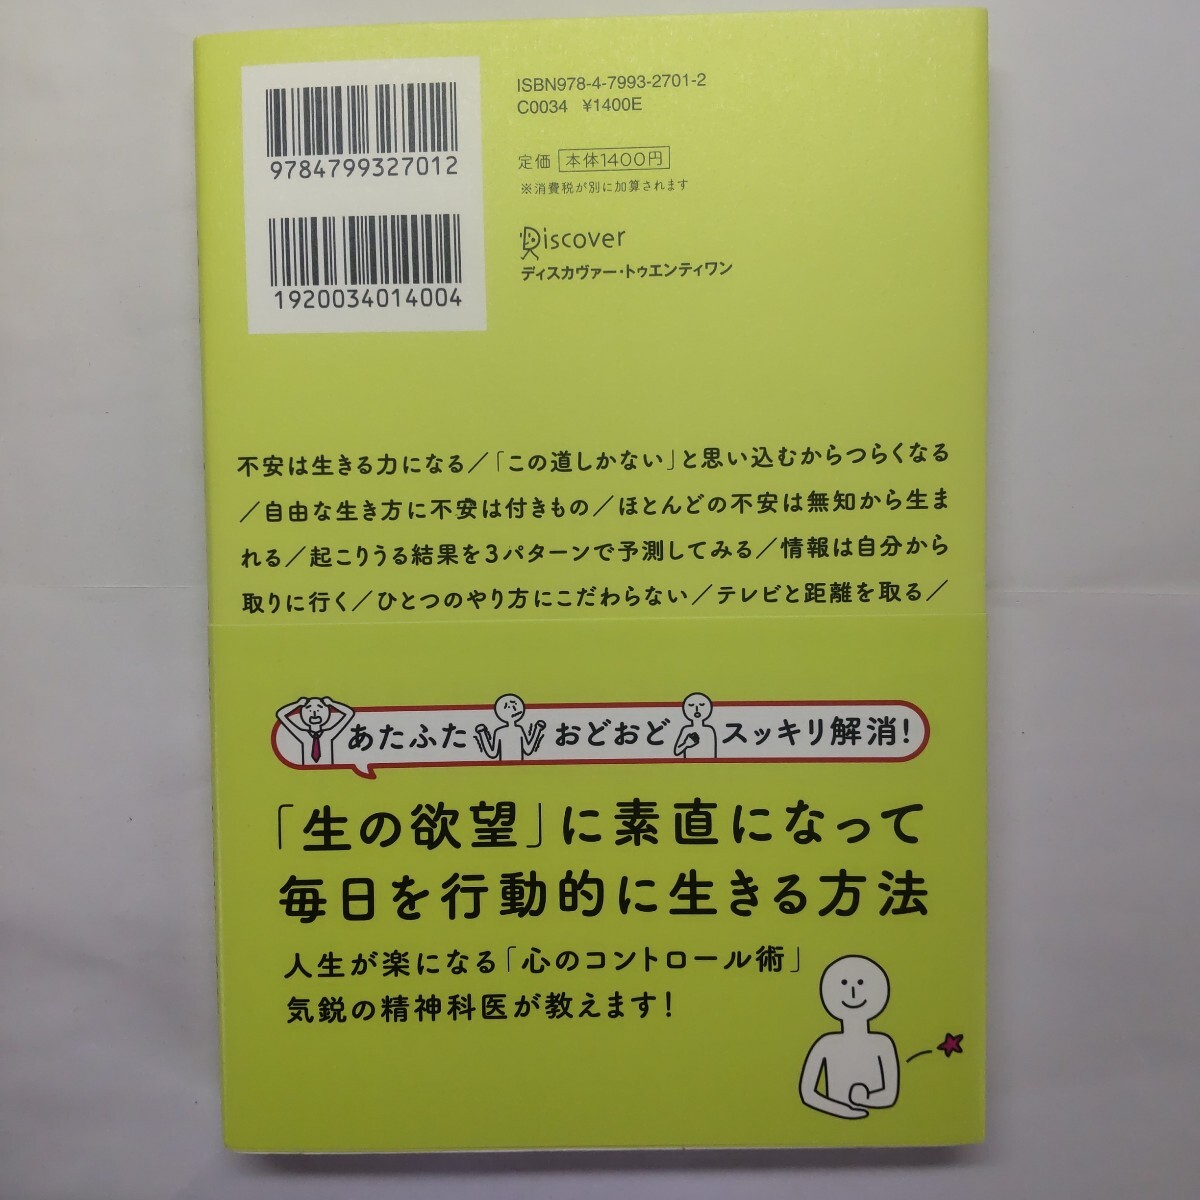 9784799327012
1920034014004
ISBN978-4-7993-2701-2
C0034 ¥1400E
定価 本体1400円
※消費税が別に加算されます
Discover
ディスカヴァー・トゥエンティワン
不安は生きる力になる/「この道しかない」と思い込むからつらくなる
/自由な生き方に不安は付きもの/ほとんどの不安は無知から生ま
れる/起こりうる結果を3パターンで予測してみる/情報は自分から
取りに行く/ひとつのやり方にこだわらない/テレビと距離を取る/
あたふた おどおど スッキリ解消!
「生の欲望」に素直になって
毎日を行動的に生きる方法
人生が楽になる「心のコントロール術」
気鋭の精神科医が教えます!